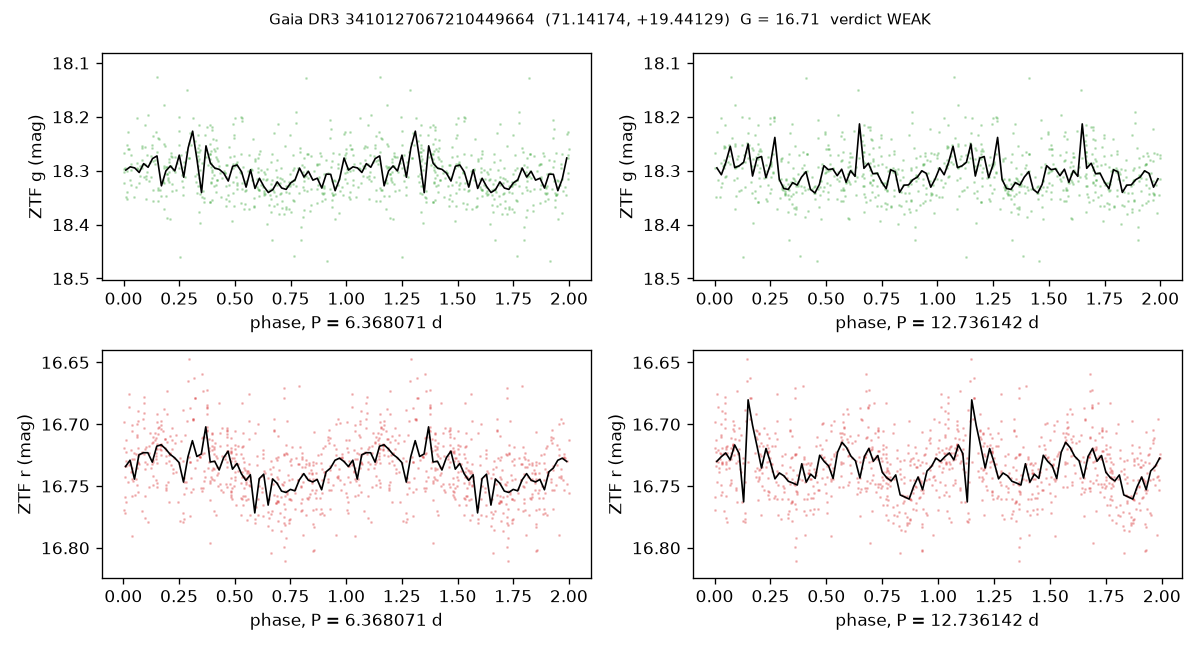 Gaia DR3 3410127067210449664 (71.14174, +19.44129) G = 16.71 verdict WEAK
ZTF g (mag)
18.1
18.2
18.3
18.4
18.5
0.00 0.25 0.50 0.75 1.00 1.25 1.50 1.75 2.00
phase, P = 6.368071 d
ZTF g (mag)
18.1
18.2
18.3
18.4
18.5
0.00 0.25 0.50 0.75 1.00 1.25 1.50 1.75 2.00
phase, P = 12.736142 d
ZTF r (mag)
16.65
16.70
16.75
16.80
0.00 0.25 0.50 0.75 1.00 1.25 1.50 1.75 2.00
phase, P = 6.368071 d
ZTF r (mag)
16.65
16.70
16.75
16.80
0.00 0.25 0.50 0.75 1.00 1.25 1.50 1.75 2.00
phase, P = 12.736142 d